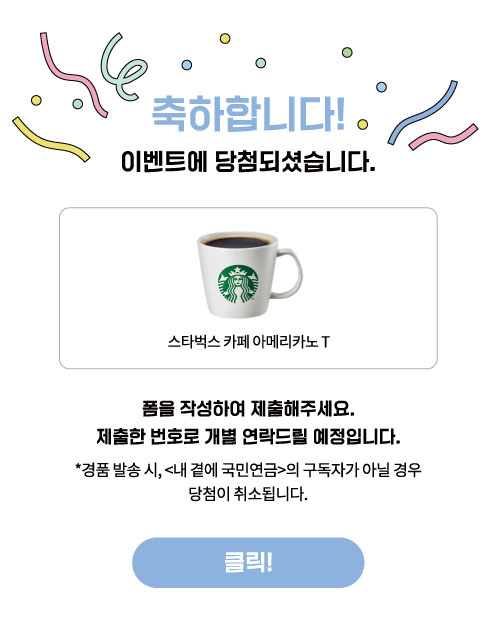 축하합니다!
이벤트에 당첨되셨습니다.
스타벅스 카페 아메리카노 T
폼을 작성하여 제출해주세요.
제출한 번호로 개별 연락드릴 예정입니다.
*경품 발송 시, <내 곁에 국민연금>의 구독자가 아닐 경우
당첨이 취소됩니다.
클릭!